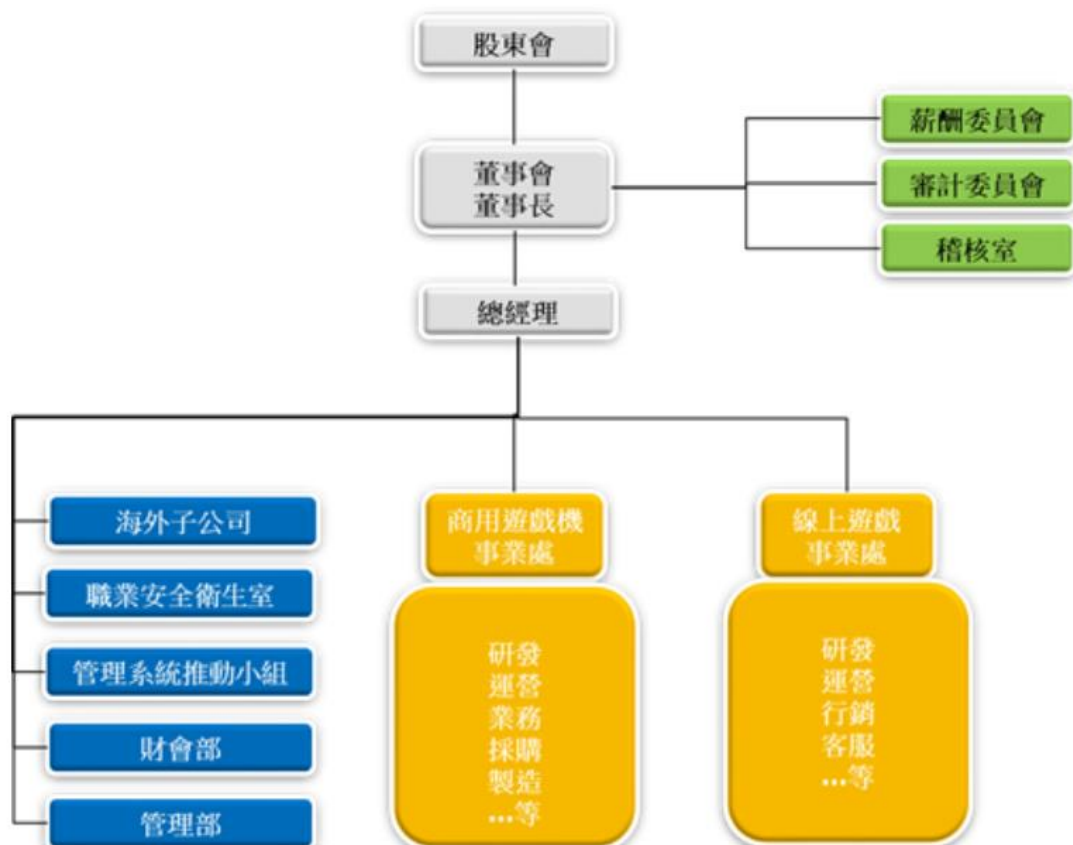 股東會
董事會
董事長
薪酬委員會
審計委員會
稽核室
總經理
海外子公司
職業安全衛生室
管理系統推動小組
財會部
管理部
商用遊戲機
事業處
研發
運營
業務
採購
製造
...等
線上遊戲
事業處
研發
運營
行銷
客服
...等